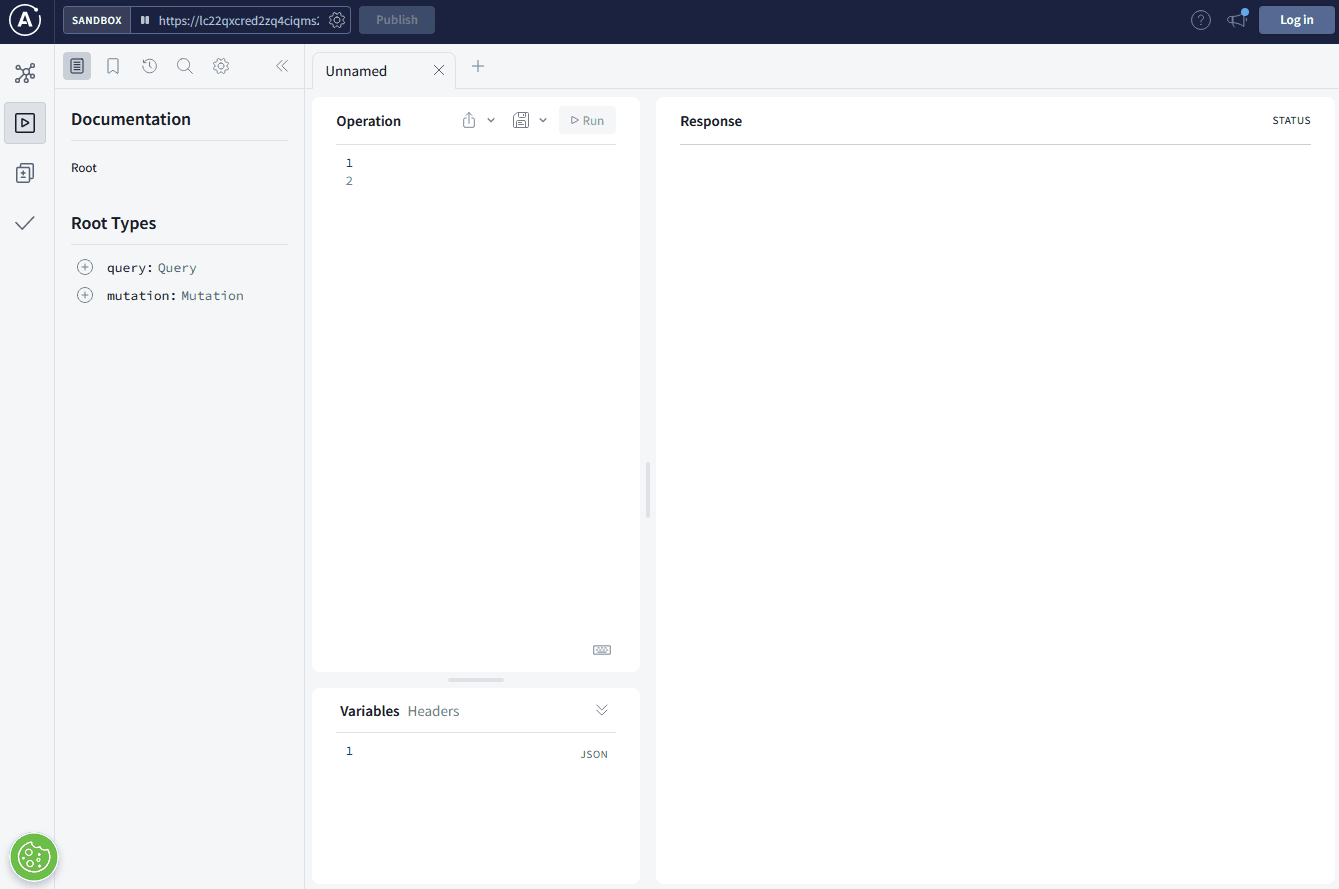 SANDBOX https://lc22qxcred2zq4ciqms2 Publish Log in
Unnamed
Documentation
Root
Root Types
query: Query
mutation: Mutation
Operation Run
1
2
Variables Headers
1 JSON
Response STATUS